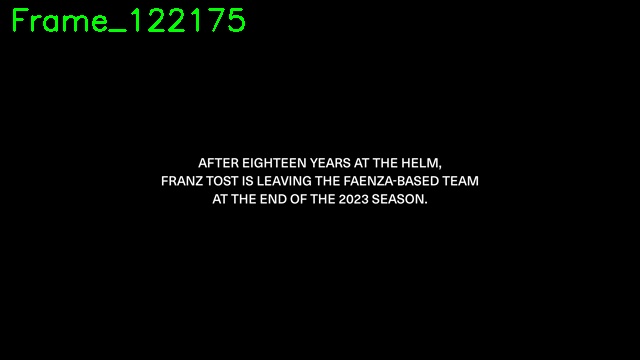 Frame_122175
AFTER EIGHTEEN YEARS AT THE HELM,
FRANZ TOST IS LEAVING THE FAENZA-BASED TEAM
AT THE END OF THE 2023 SEASON.